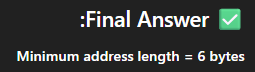 ✅ Final Answer:
Minimum address length = 6 bytes